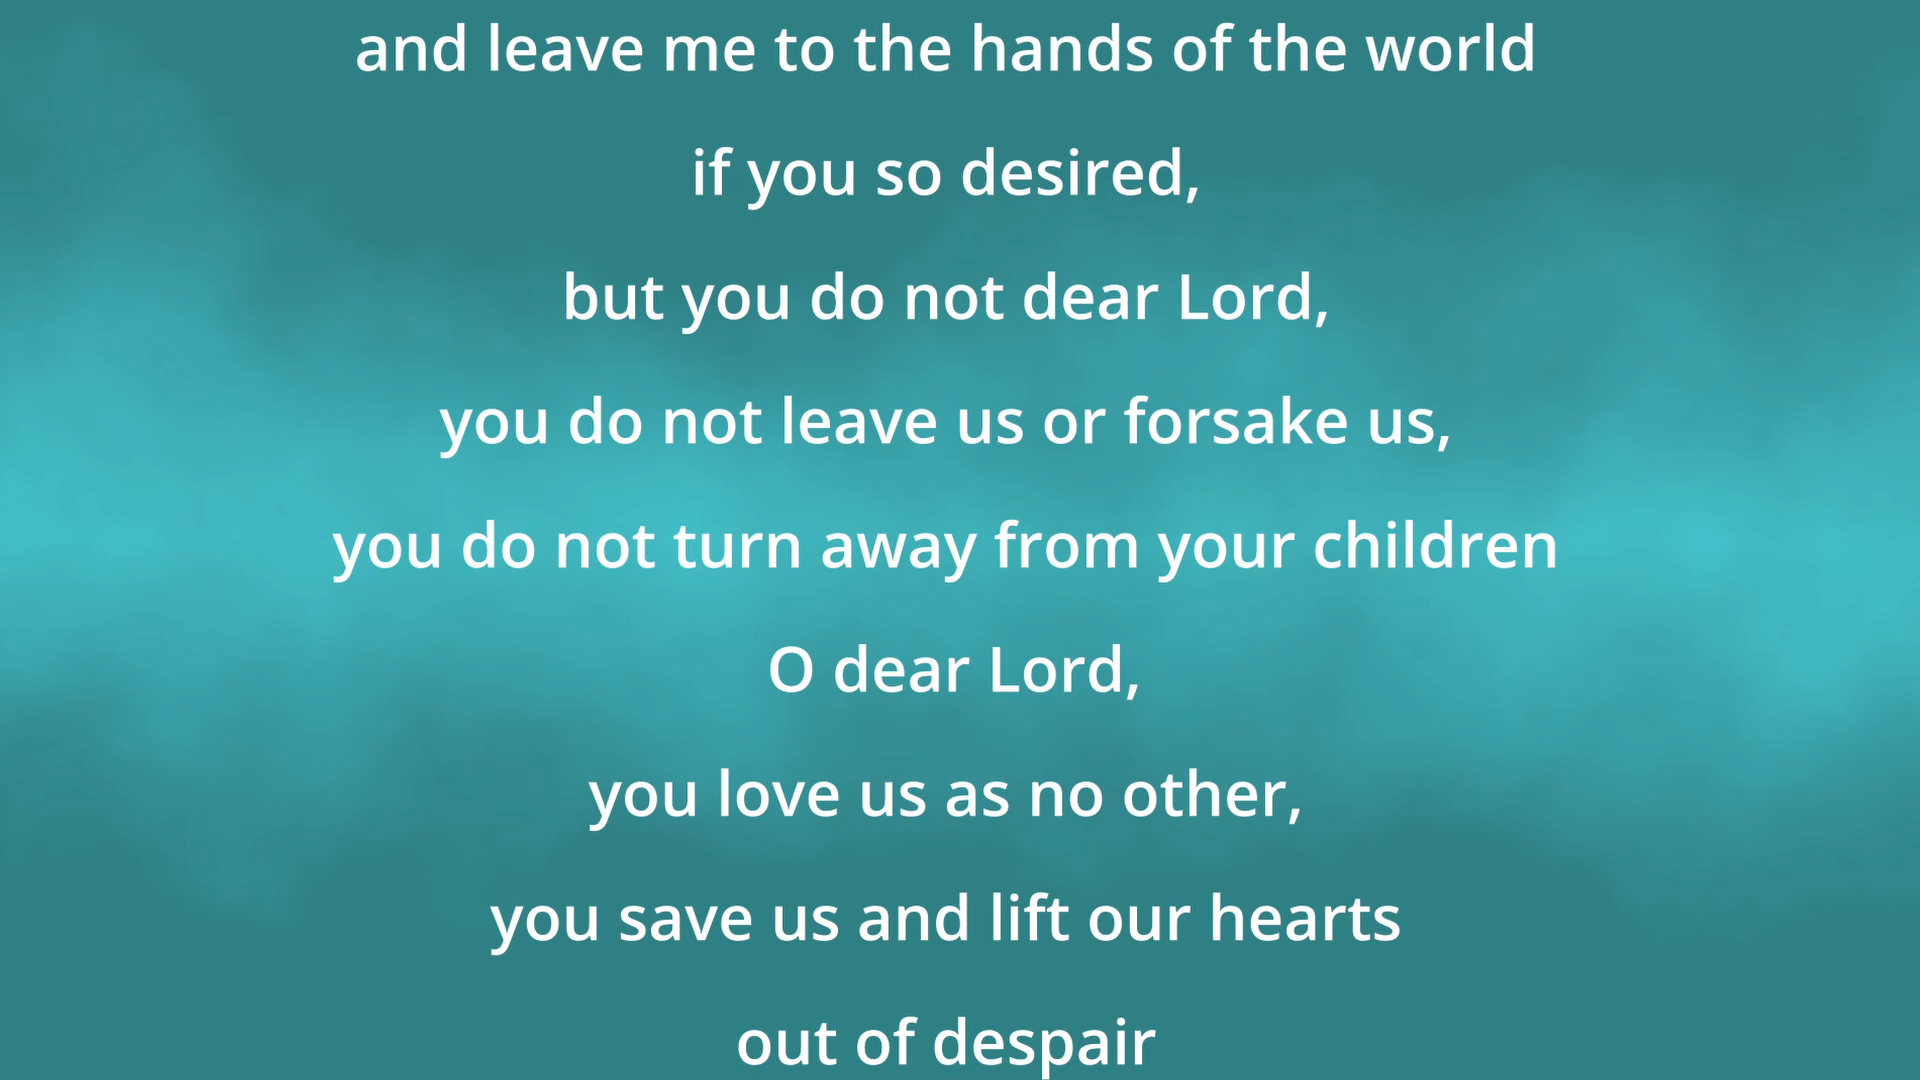 and leave me to the hands of the world
if you so desired,
but you do not dear Lord,
you do not leave us or forsake us,
you do not turn away from your children
O dear Lord,
you love us as no other,
you save us and lift our hearts
out of despair